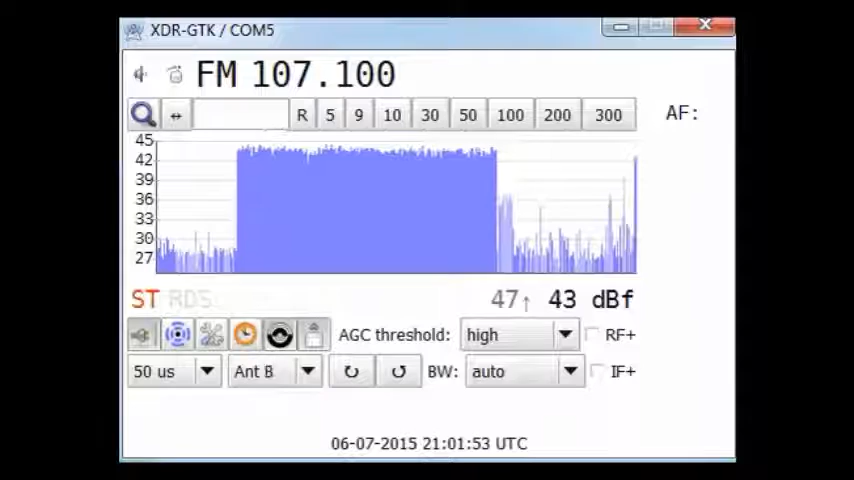 XDR-GTK / COM5
FM 107.100
↔ R 5 9 10 30 50 100 200 300 AF:
45
42
39
36
33
30
27
ST RDS 47↑ 43 dBf
AGC threshold: high RF+
50 us Ant B ↻ ↺ BW: auto IF+
06-07-2015 21:01:53 UTC